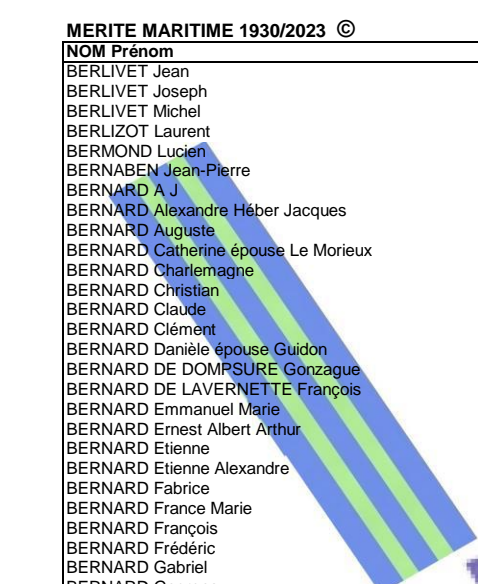 MERITE MARITIME 1930/2023 ©
NOM Prénom
BERLIVET Jean
BERLIVET Joseph
BERLIVET Michel
BERLIZOT Laurent
BERMOND Lucien
BERNABEN Jean-Pierre
BERNARD A J
BERNARD Alexandre Héber Jacques
BERNARD Auguste
BERNARD Catherine épouse Le Morieux
BERNARD Charlemagne
BERNARD Christian
BERNARD Claude
BERNARD Clément
BERNARD Danièle épouse Guidon
BERNARD DE DOMPSURE Gonzague
BERNARD DE LAVERNETTE François
BERNARD Emmanuel Marie
BERNARD Ernest Albert Arthur
BERNARD Etienne
BERNARD Etienne Alexandre
BERNARD Fabrice
BERNARD France Marie
BERNARD François
BERNARD Frédéric
BERNARD Gabriel